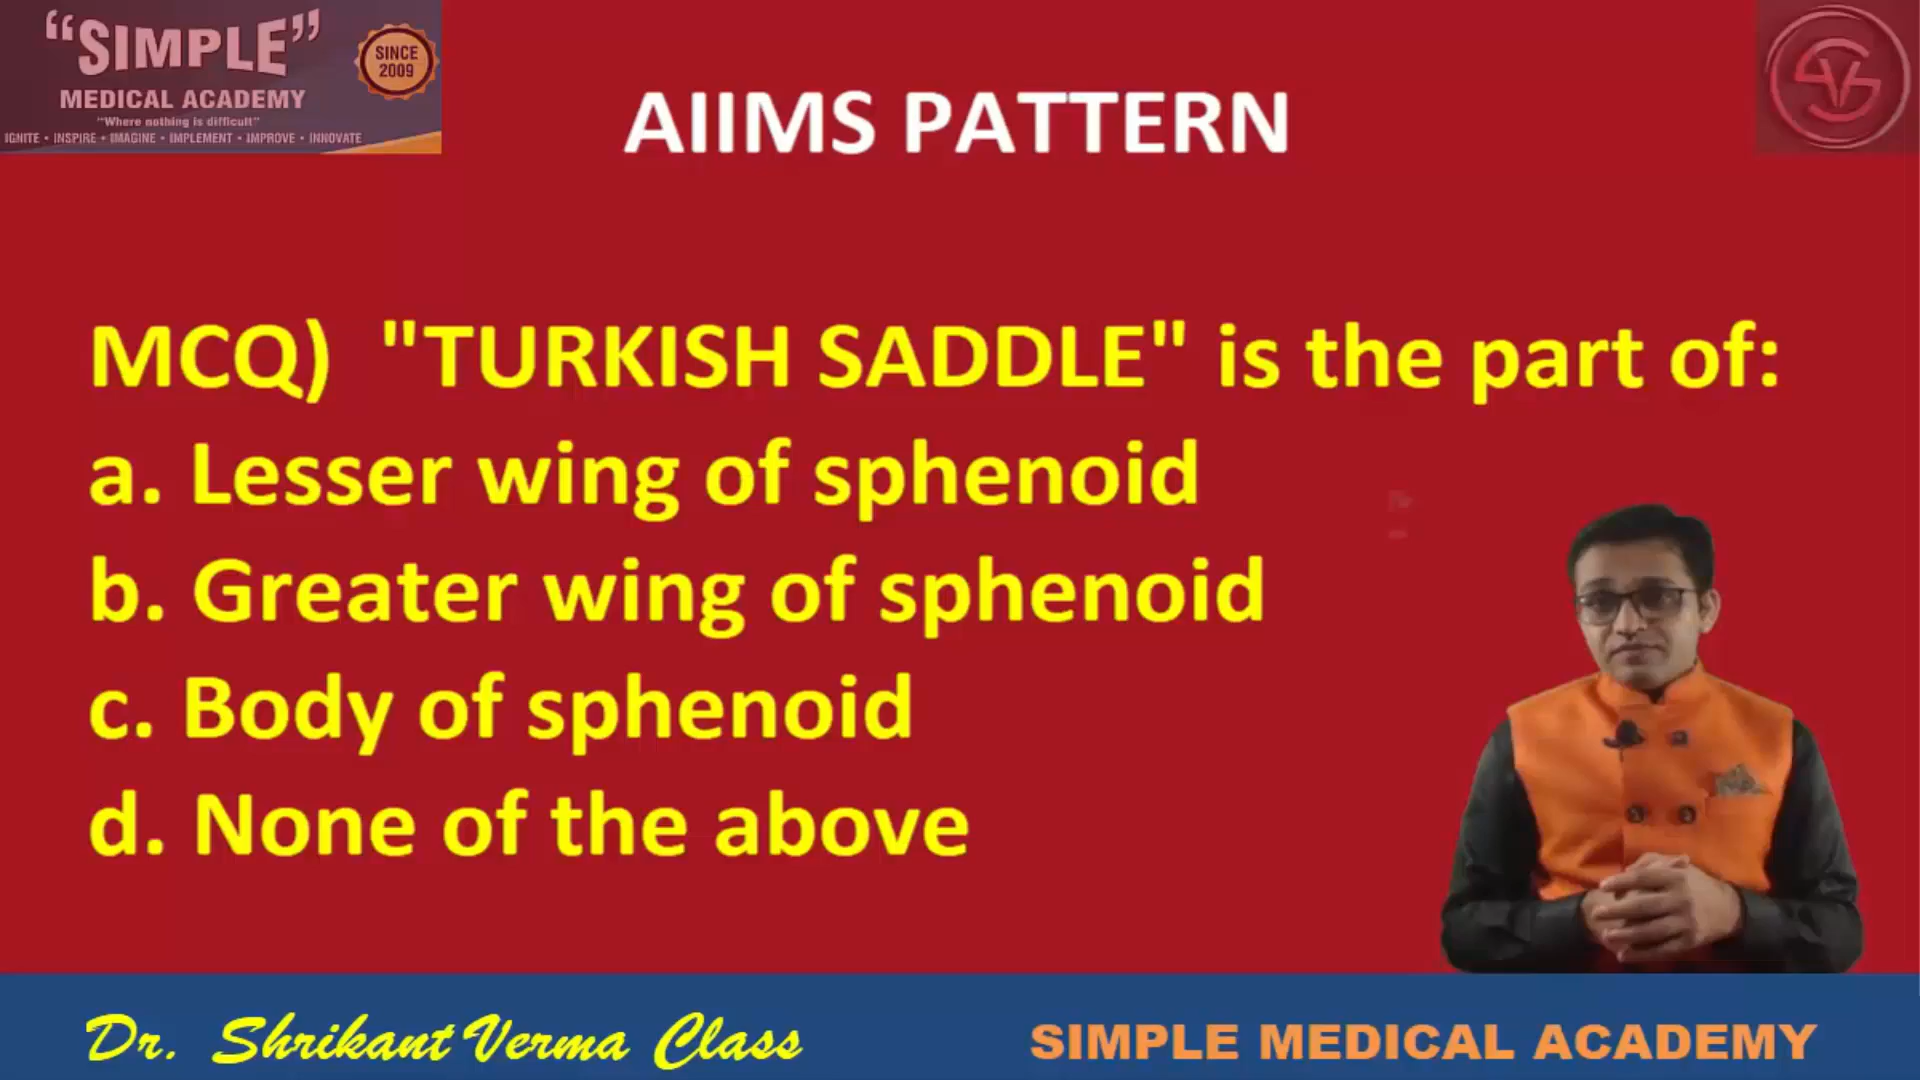 “SIMPLE”
SINCE
2009
MEDICAL ACADEMY
"Where nothing is difficult"
IGNITE • INSPIRE • IMAGINE • IMPLEMENT • IMPROVE • INNOVATE
AIIMS PATTERN
MCQ) "TURKISH SADDLE" is the part of:
a. Lesser wing of sphenoid
b. Greater wing of sphenoid
c. Body of sphenoid
d. None of the above
Dr. Shrikant Verma Class
SIMPLE MEDICAL ACADEMY